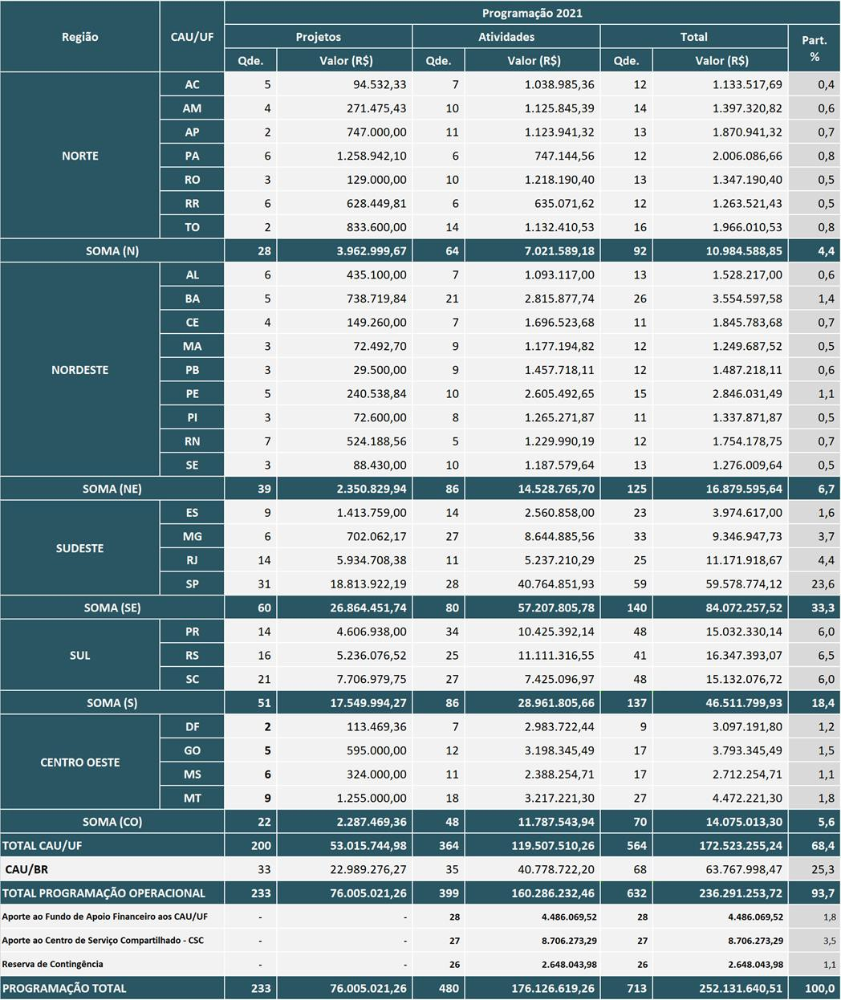 Programação 2021
Região CAU/UF Projetos Atividades Total Part. %
Qde. Valor (R$) Qde. Valor (R$) Qde. Valor (R$)
NORTE
AC 5 94.532,33 7 1.038.985,36 12 1.133.517,69 0,4
AM 4 271.475,43 10 1.125.845,39 14 1.397.320,82 0,6
AP 2 747.000,00 11 1.123.941,32 13 1.870.941,32 0,7
PA 6 1.258.942,10 6 747.144,56 12 2.006.086,66 0,8
RO 3 129.000,00 10 1.218.190,40 13 1.347.190,40 0,5
RR 6 628.449,81 6 635.071,62 12 1.263.521,43 0,5
TO 2 833.600,00 14 1.132.410,53 16 1.966.010,53 0,8
SOMA (N) 28 3.962.999,67 64 7.021.589,18 92 10.984.588,85 4,4
NORDESTE
AL 6 435.100,00 7 1.093.117,00 13 1.528.217,00 0,6
BA 5 738.719,84 21 2.815.877,74 26 3.554.597,58 1,4
CE 4 149.260,00 7 1.696.523,68 11 1.845.783,68 0,7
MA 3 72.492,70 9 1.177.194,82 12 1.249.687,52 0,5
PB 3 29.500,00 9 1.457.718,11 12 1.487.218,11 0,6
PE 5 240.538,84 10 2.605.492,65 15 2.846.031,49 1,1
PI 3 72.600,00 8 1.265.271,87 11 1.337.871,87 0,5
RN 7 524.188,56 5 1.229.990,19 12 1.754.178,75 0,7
SE 3 88.430,00 10 1.187.579,64 13 1.276.009,64 0,5
SOMA (NE) 39 2.350.829,94 86 14.528.765,70 125 16.879.595,64 6,7
SUDESTE
ES 9 1.413.759,00 14 2.560.858,00 23 3.974.617,00 1,6
MG 6 702.062,17 27 8.644.885,56 33 9.346.947,73 3,7
RJ 14 5.934.708,38 11 5.237.210,29 25 11.171.918,67 4,4
SP 31 18.813.922,19 28 40.764.851,93 59 59.578.774,12 23,6
SOMA (SE) 60 26.864.451,74 80 57.207.805,78 140 84.072.257,52 33,3
SUL
PR 14 4.606.938,00 34 10.425.392,14 48 15.032.330,14 6,0
RS 16 5.236.076,52 25 11.111.316,55 41 16.347.393,07 6,5
SC 21 7.706.979,75 27 7.425.096,97 48 15.132.076,72 6,0
SOMA (S) 51 17.549.994,27 86 28.961.805,66 137 46.511.799,93 18,4
CENTRO OESTE
DF 2 113.469,36 7 2.983.722,44 9 3.097.191,80 1,2
GO 5 595.000,00 12 3.198.345,49 17 3.793.345,49 1,5
MS 6 324.000,00 11 2.388.254,71 17 2.712.254,71 1,1
MT 9 1.255.000,00 18 3.217.221,30 27 4.472.221,30 1,8
SOMA (CO) 22 2.287.469,36 48 11.787.543,94 70 14.075.013,30 5,6
TOTAL CAU/UF 200 53.015.744,98 364 119.507.510,26 564 172.523.255,24 68,4
CAU/BR 33 22.989.276,27 35 40.778.722,20 68 63.767.998,47 25,3
TOTAL PROGRAMAÇÃO OPERACIONAL 233 76.005.021,26 399 160.286.232,46 632 236.291.253,72 93,7
Aporte ao Fundo de Apoio Financeiro aos CAU/UF - - 28 4.486.069,52 28 4.486.069,52 1,8
Aporte ao Centro de Serviço Compartilhado - CSC - - 27 8.706.273,29 27 8.706.273,29 3,5
Reserva de Contingência - - 26 2.648.043,98 26 2.648.043,98 1,1
PROGRAMAÇÃO TOTAL 233 76.005.021,26 480 176.126.619,26 713 252.131.640,51 100,0